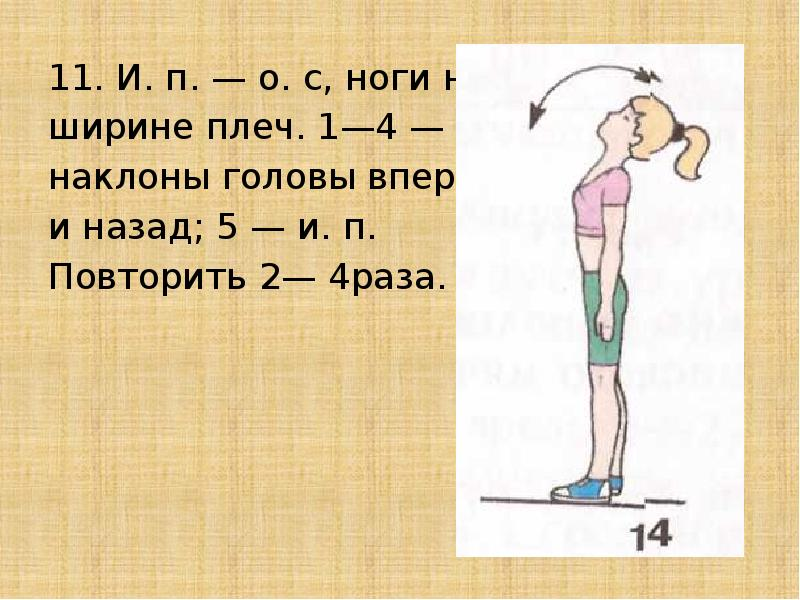 11. И. п. — о. с, ноги н
ширине плеч. 1—4 —
наклоны головы впер
и назад; 5 — и. п.
Повторить 2— 4раза.
14